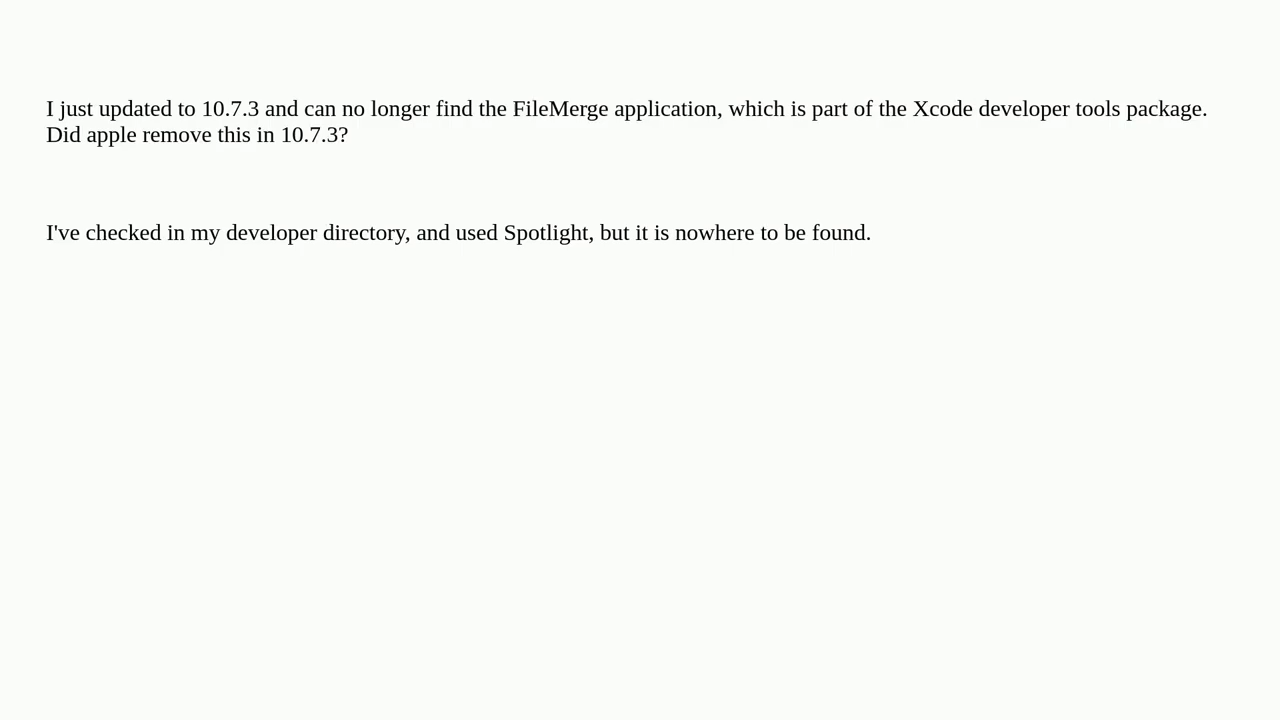 I just updated to 10.7.3 and can no longer find the FileMerge application, which is part of the Xcode developer tools package.
Did apple remove this in 10.7.3?
I've checked in my developer directory, and used Spotlight, but it is nowhere to be found.